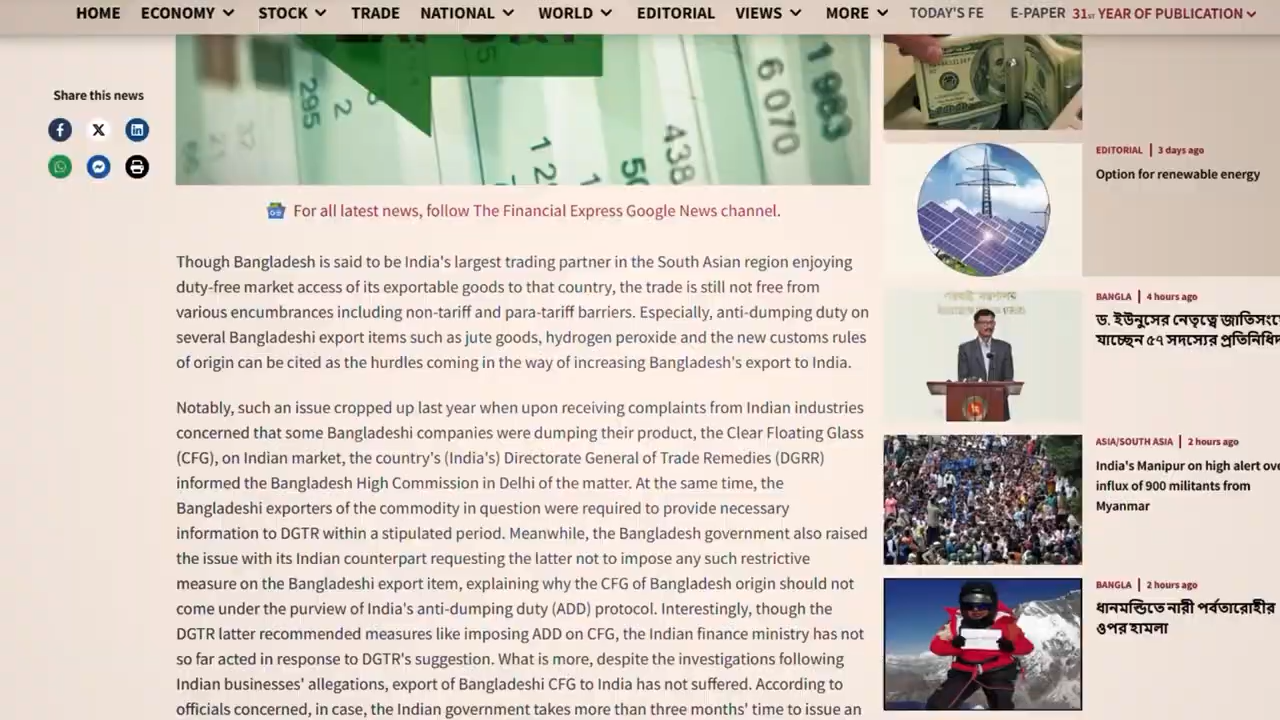 HOME ECONOMY STOCK TRADE NATIONAL WORLD EDITORIAL VIEWS MORE TODAY'S FE E-PAPER 31ST YEAR OF PUBLICATION
Share this news
295
2
12
50
438
6070
1963
For all latest news, follow The Financial Express Google News channel.
Though Bangladesh is said to be India's largest trading partner in the South Asian region enjoying
duty-free market access of its exportable goods to that country, the trade is still not free from
various encumbrances including non-tariff and para-tariff barriers. Especially, anti-dumping duty on
several Bangladeshi export items such as jute goods, hydrogen peroxide and the new customs rules
of origin can be cited as the hurdles coming in the way of increasing Bangladesh's export to India.
Notably, such an issue cropped up last year when upon receiving complaints from Indian industries
concerned that some Bangladeshi companies were dumping their product, the Clear Floating Glass
(CFG), on Indian market, the country's (India's) Directorate General of Trade Remedies (DGRR)
informed the Bangladesh High Commission in Delhi of the matter. At the same time, the
Bangladeshi exporters of the commodity in question were required to provide necessary
information to DGTR within a stipulated period. Meanwhile, the Bangladesh government also raised
the issue with its Indian counterpart requesting the latter not to impose any such restrictive
measure on the Bangladeshi export item, explaining why the CFG of Bangladesh origin should not
come under the purview of India's anti-dumping duty (ADD) protocol. Interestingly, though the
DGTR latter recommended measures like imposing ADD on CFG, the Indian finance ministry has not
so far acted in response to DGTR's suggestion. What is more, despite the investigations following
Indian businesses' allegations, export of Bangladeshi CFG to India has not suffered. According to
officials concerned, in case, the Indian government takes more than three months' time to issue an
EDITORIAL | 3 days ago
Option for renewable energy
BANGLA | 4 hours ago
ড. ইউনুসের নেতৃত্বে জাতিসংঘে
যাচ্ছেন ৫৭ সদস্যের প্রতিনিধি
ASIA/SOUTH ASIA | 2 hours ago
India's Manipur on high alert ove
influx of 900 militants from
Myanmar
BANGLA | 2 hours ago
ধানমন্ডিতে নারী পর্বতারোহীর
ওপর হামলা